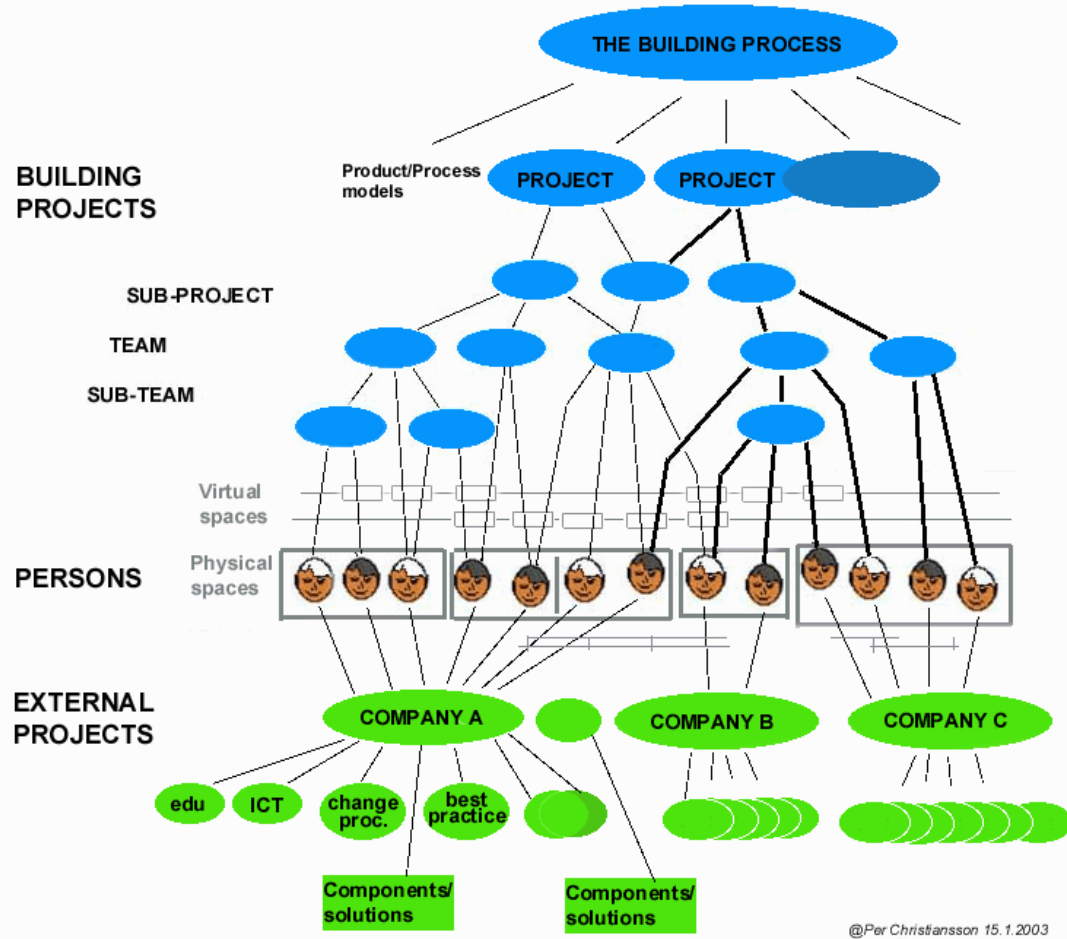 THE BUILDING PROCESS
BUILDING
PROJECTS
Product/Process
models
PROJECT
PROJECT
SUB-PROJECT
TEAM
SUB-TEAM
Virtual
spaces
PERSONS
Physical
spaces
EXTERNAL
PROJECTS
COMPANY A
COMPANY B
COMPANY C
edu
ICT
change
proc.
best
practice
Components/
solutions
Components/
solutions
@Per Christiansson 15.1.2003